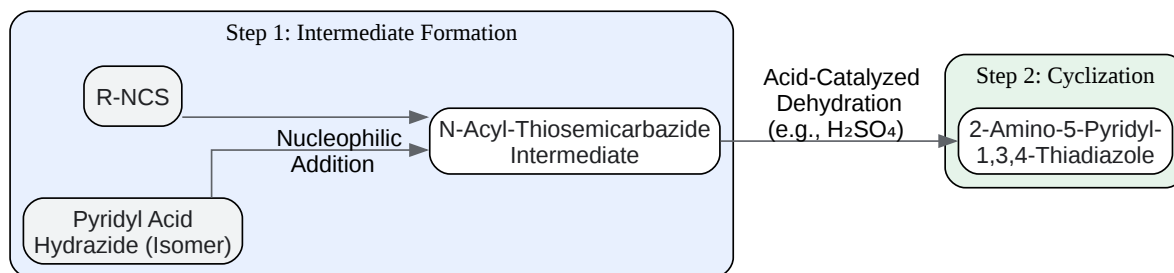 Step 1: Intermediate Formation
R-NCS
Nucleophilic
Addition
Pyridyl Acid
Hydrazide (Isomer)
N-Acyl-Thiosemicarbazide
Intermediate
Acid-Catalyzed
Dehydration
(e.g., H₂SO₄)
Step 2: Cyclization
2-Amino-5-Pyridyl-
1,3,4-Thiadiazole